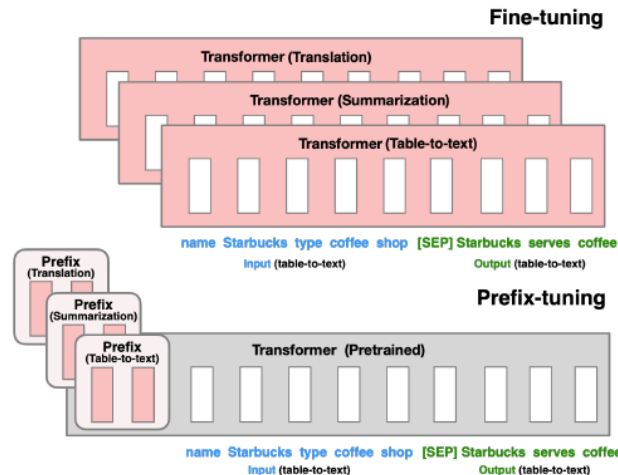 Fine-tuning
Transformer (Translation)
Transformer (Summarization)
Transformer (Table-to-text)
name Starbucks type coffee shop [SEP] Starbucks serves coffee
Input (table-to-text) Output (table-to-text)
Prefix-tuning
Prefix
(Translation)
Prefix
(Summarization)
Prefix
(Table-to-text)
Transformer (Pretrained)
name Starbucks type coffee shop [SEP] Starbucks serves coffee
Input (table-to-text) Output (table-to-text)